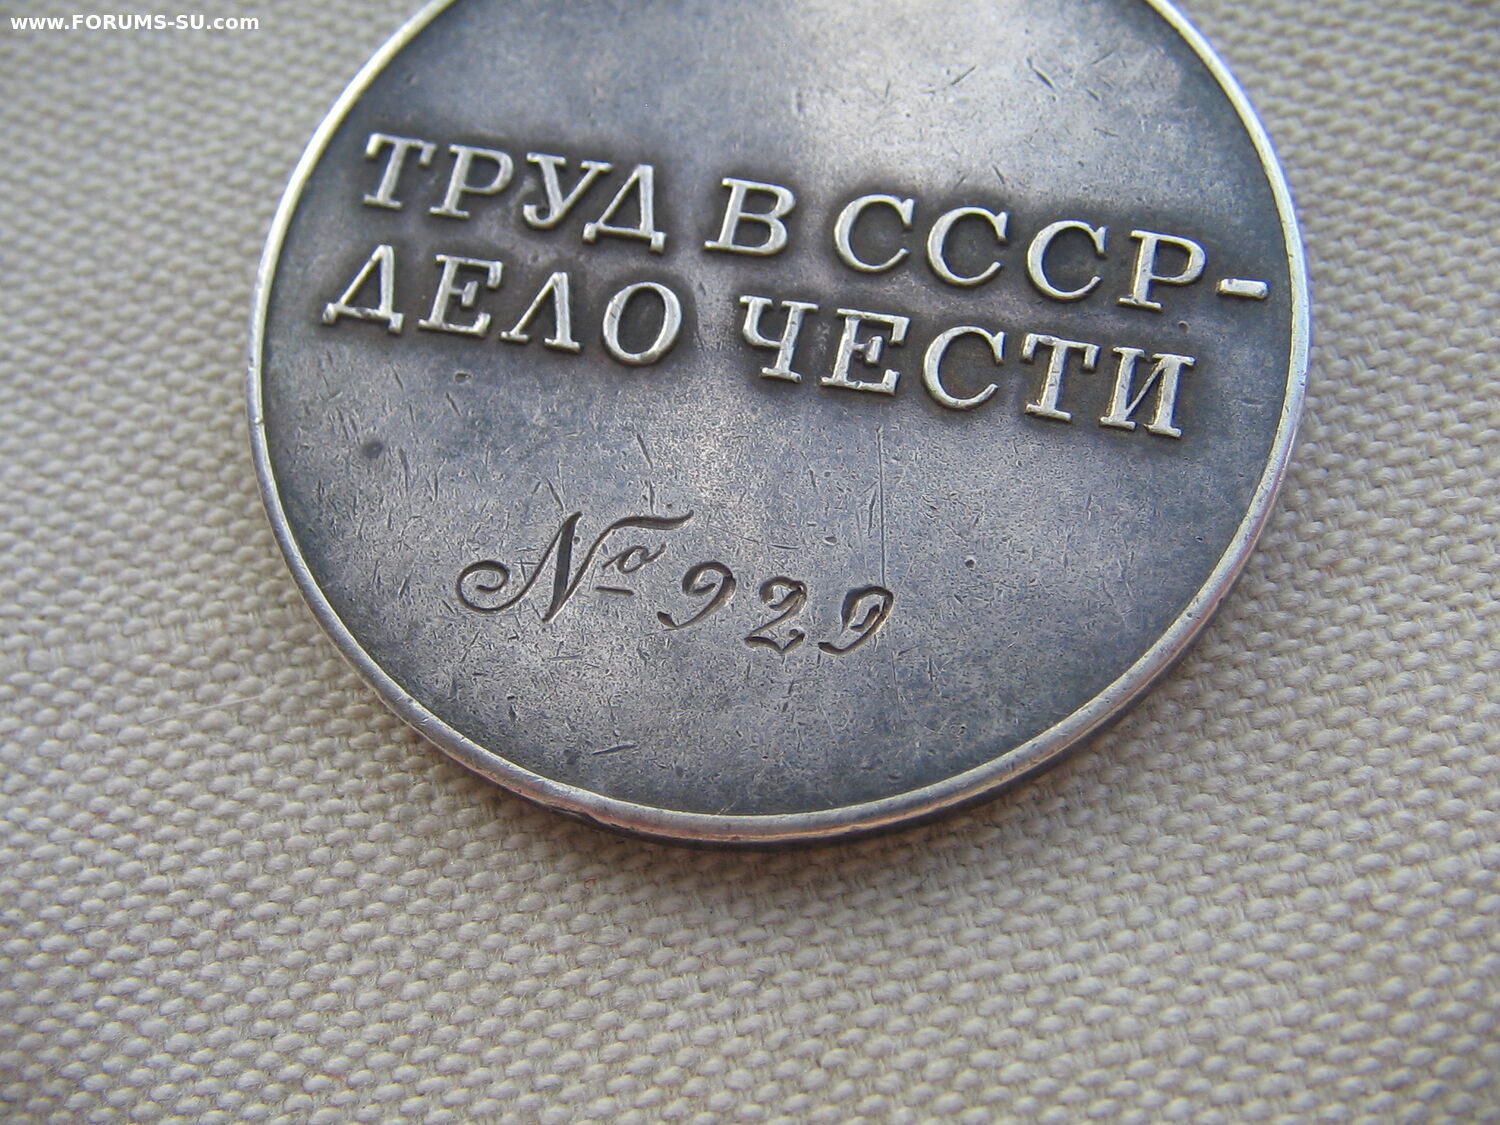 www.FORUMS-SU.com
ТРУД В СССР-
ДЕЛО ЧЕСТИ
№ 929